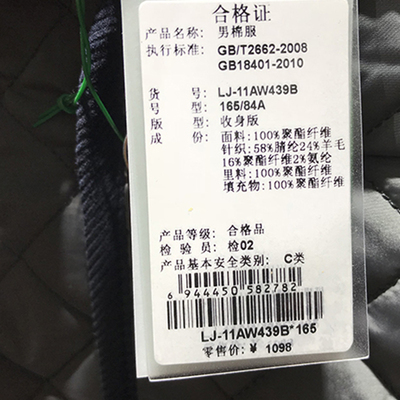 合格证
产品名称: 男棉服
执行标准: GB/T2662-2008
GB18401-2010
货号: LJ-11AW439B
号型: 165/84A
版型: 收身版
成份: 面料:100%聚酯纤维
针织:58%腈纶24%羊毛
16%聚酯纤维2%氨纶
里料:100%聚酯纤维
填充物:100%聚酯纤维
产品等级: 合格品
检验员: 检02
产品基本安全类别: C类
6 944450 582782
LJ-11AW439B*165
零售价: ¥ 1098